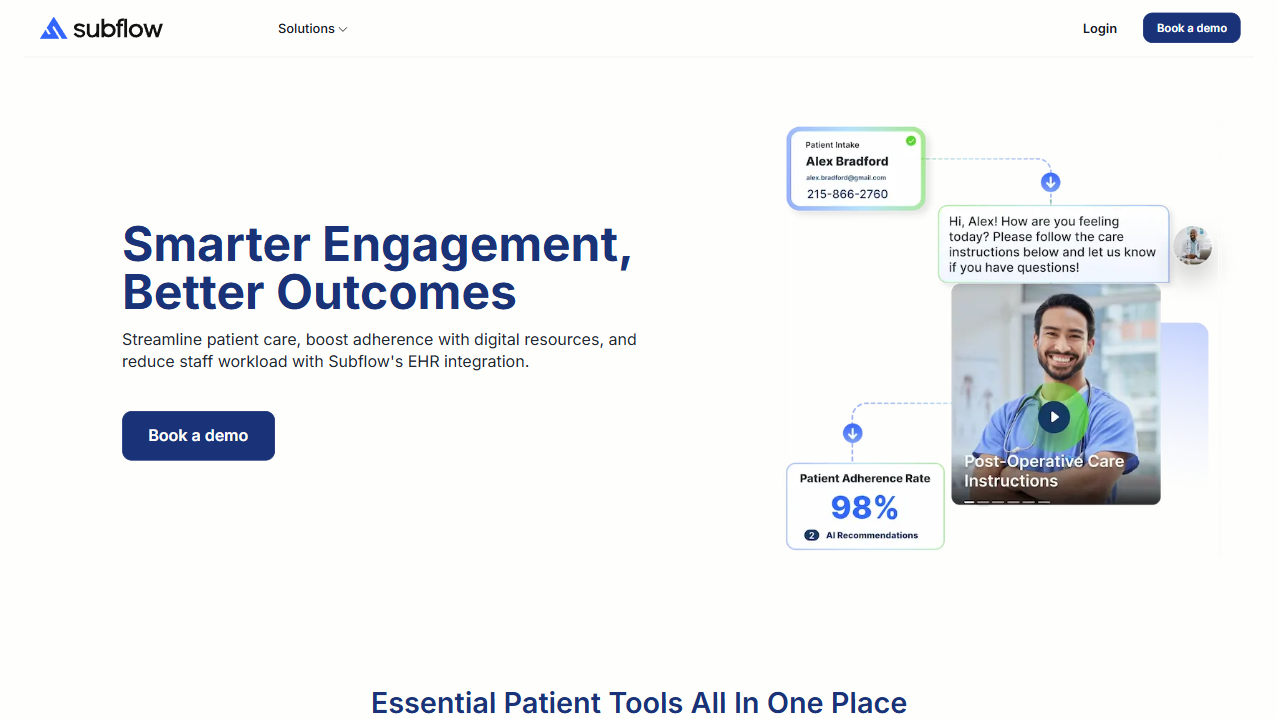 subflow
Solutions
Login
Book a demo
Smarter Engagement,
Better Outcomes
Streamline patient care, boost adherence with digital resources, and
reduce staff workload with Subflow's EHR integration.
Book a demo
Patient Intake
Alex Bradford
alex.bradford@gmail.com
215-866-2760
Hi, Alex! How are you feeling
today? Please follow the care
instructions below and let us know
if you have questions!
Post-Operative Care
Instructions
Patient Adherence Rate
98%
2 AI Recommendations
Essential Patient Tools All In One Place